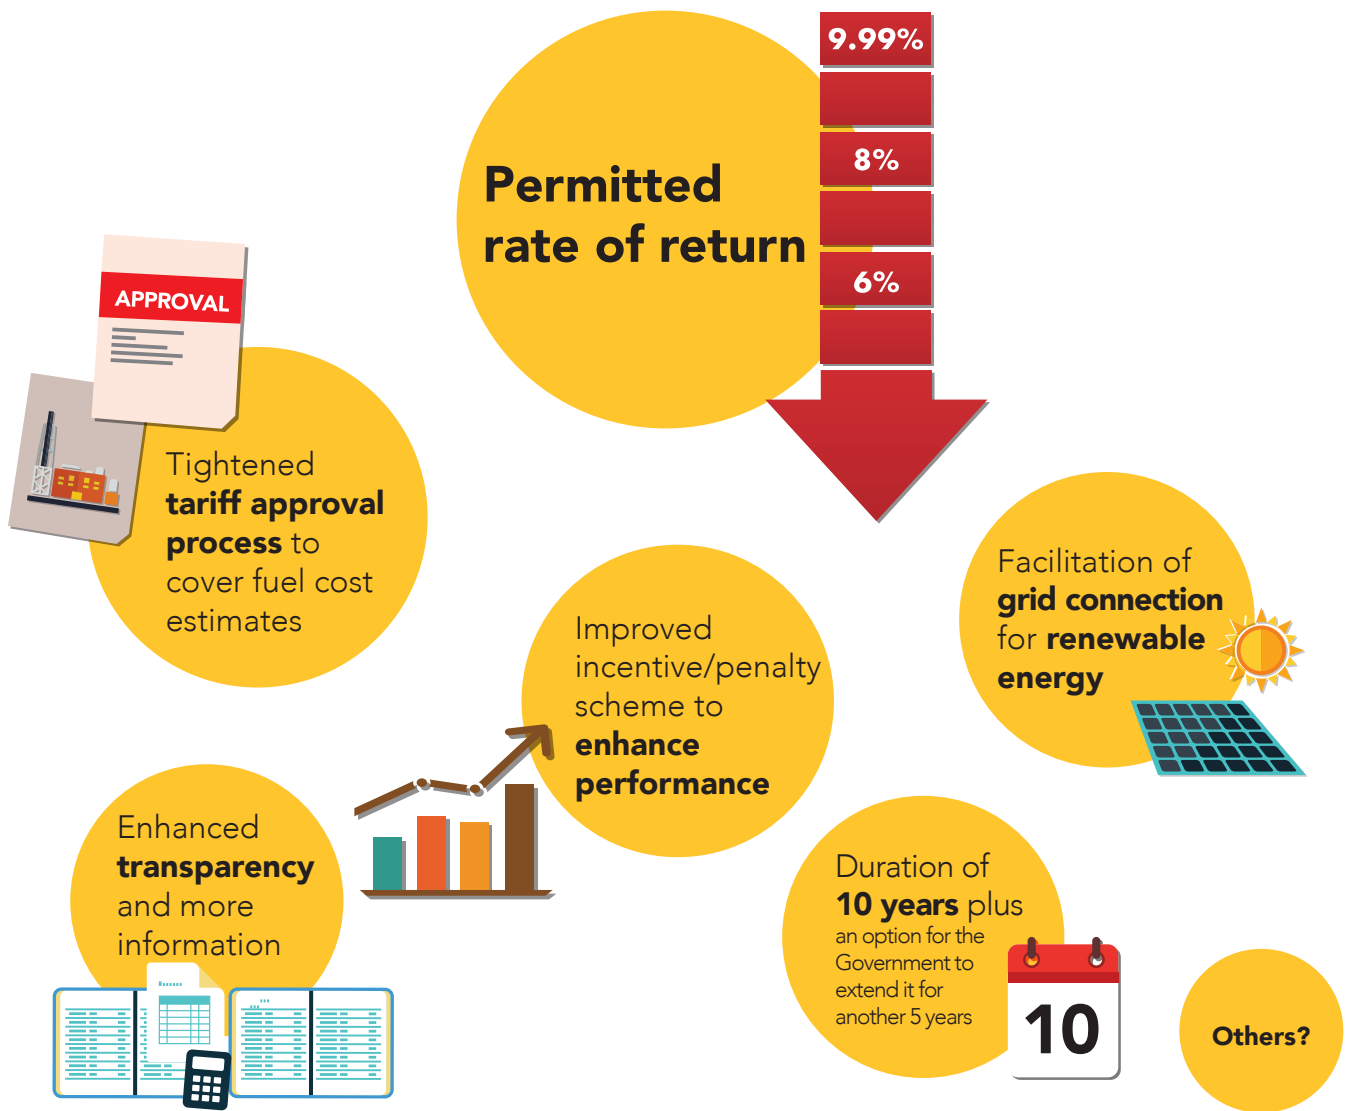 9.99%
8%
6%
Permitted
rate of return
APPROVAL
Tightened
tariff approval
process to
cover fuel cost
estimates
Improved
incentive/penalty
scheme to
enhance
performance
Facilitation of
grid connection
for renewable
energy
Enhanced
transparency
and more
information
Duration of
10 years plus
an option for the
Government to
extend it for
another 5 years
10
Others?